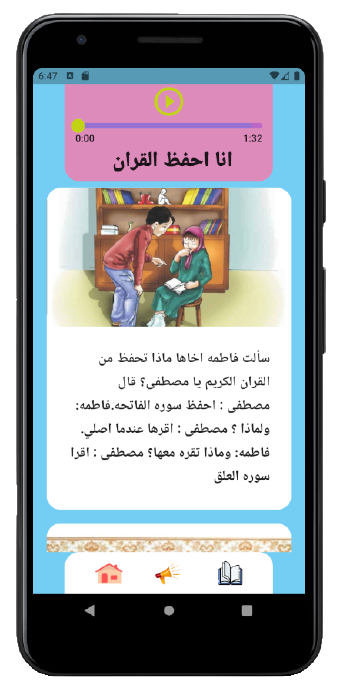 6:47
0:00 1:32
انا احفظ القران
سألت فاطمه اخاها ماذا تحفظ من
القران الكريم يا مصطفى؟ قال
مصطفى : احفظ سوره الفاتحه.فاطمه:
ولماذا ؟ مصطفى : اقرها عندما اصلي.
فاطمه: وماذا تقره معها؟ مصطفى : اقرا
سوره العلق